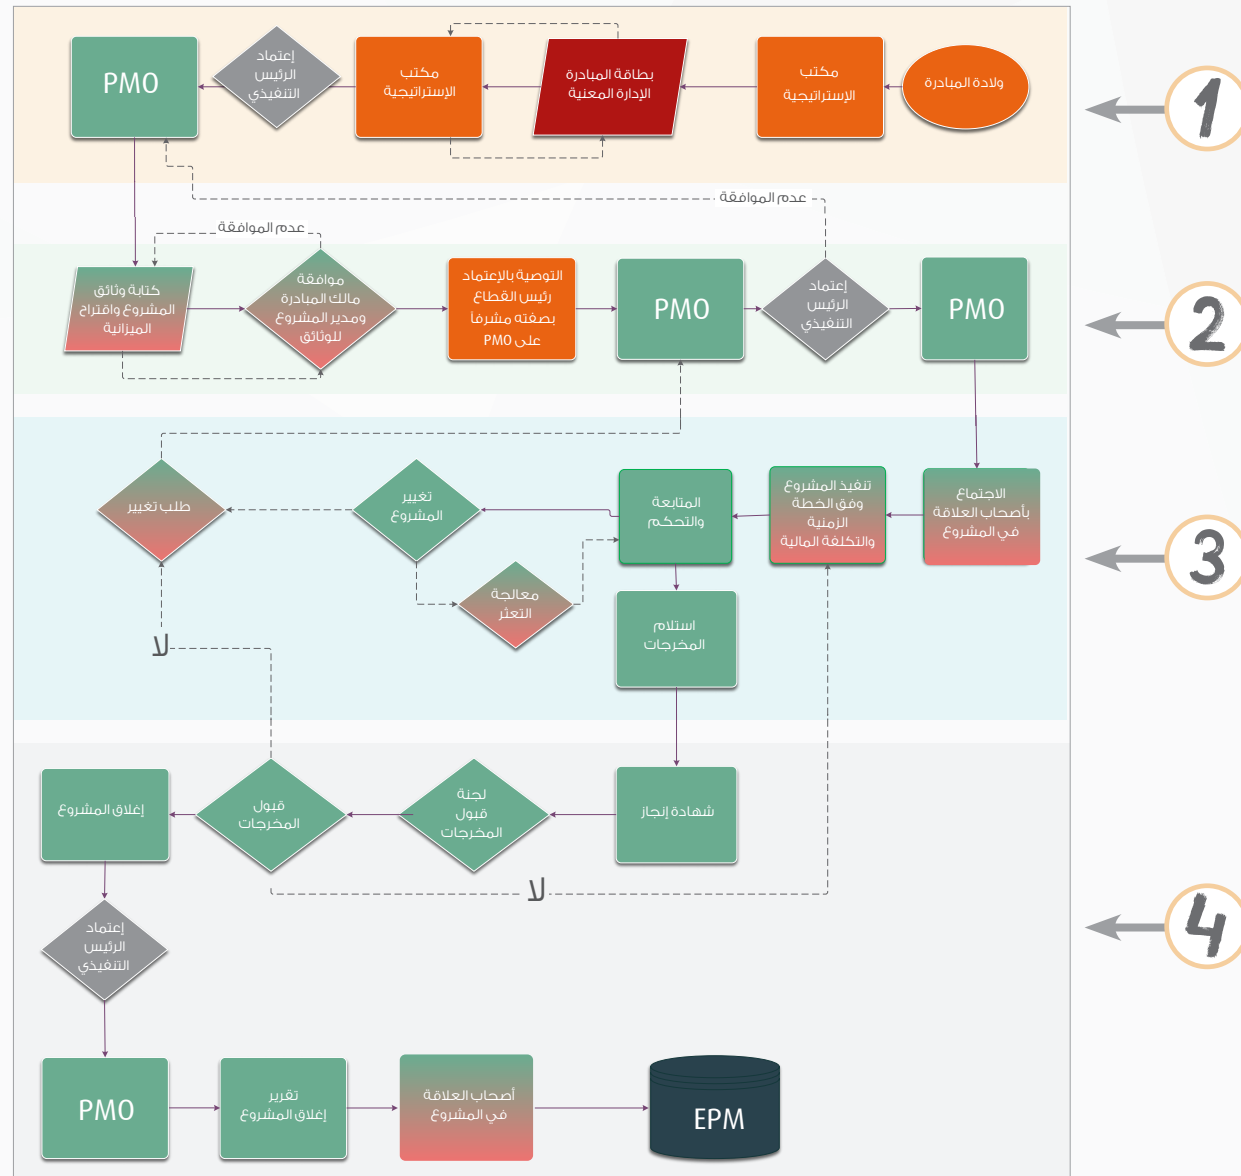 ولادة المبادرة
مكتب
الإستراتيجية
بطاقة المبادرة
الإدارة المعنية
مكتب
الإستراتيجية
إعتماد
الرئيس
التنفيذي
PMO
1
عدم الموافقة
عدم الموافقة
كتابة وثائق
المشروع واقتراح
الميزانية
موافقة
مالك المبادرة
ومدير المشروع
للوثائق
التوصية بالإعتماد
رئيس القطاع
بصفته مشرفاً
على PMO
PMO
إعتماد
الرئيس
التنفيذي
PMO
2
الاجتماع
بأصحاب العلاقة
في المشروع
تنفيذ المشروع
وفق الخطة
الزمنية
والتكلفة المالية
المتابعة
والتحكم
تغيير
المشروع
طلب تغيير
معالجة
التعثر
استلام
المخرجات
لا
3
شهادة إنجاز
لجنة
قبول
المخرجات
قبول
المخرجات
إغلاق المشروع
لا
إعتماد
الرئيس
التنفيذي
4
PMO
تقرير
إغلاق المشروع
أصحاب العلاقة
في المشروع
EPM